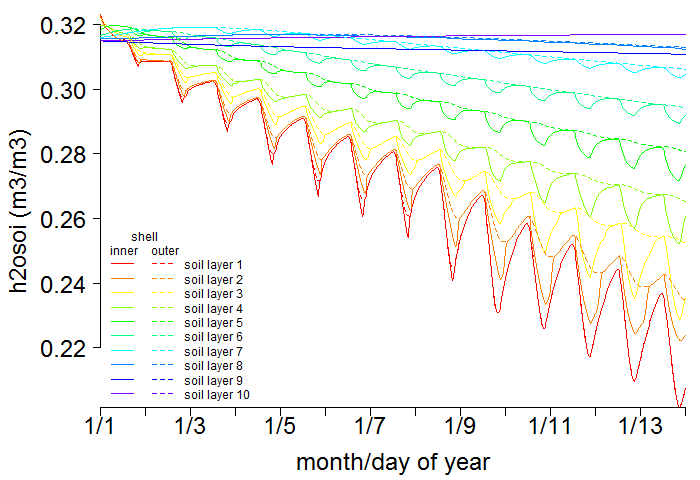 0.32
0.30
0.28
0.26
0.24
0.22
h2osoi (m3/m3)
shell
inner outer
soil layer 1
soil layer 2
soil layer 3
soil layer 4
soil layer 5
soil layer 6
soil layer 7
soil layer 8
soil layer 9
soil layer 10
1/1 1/3 1/5 1/7 1/9 1/11 1/13
month/day of year